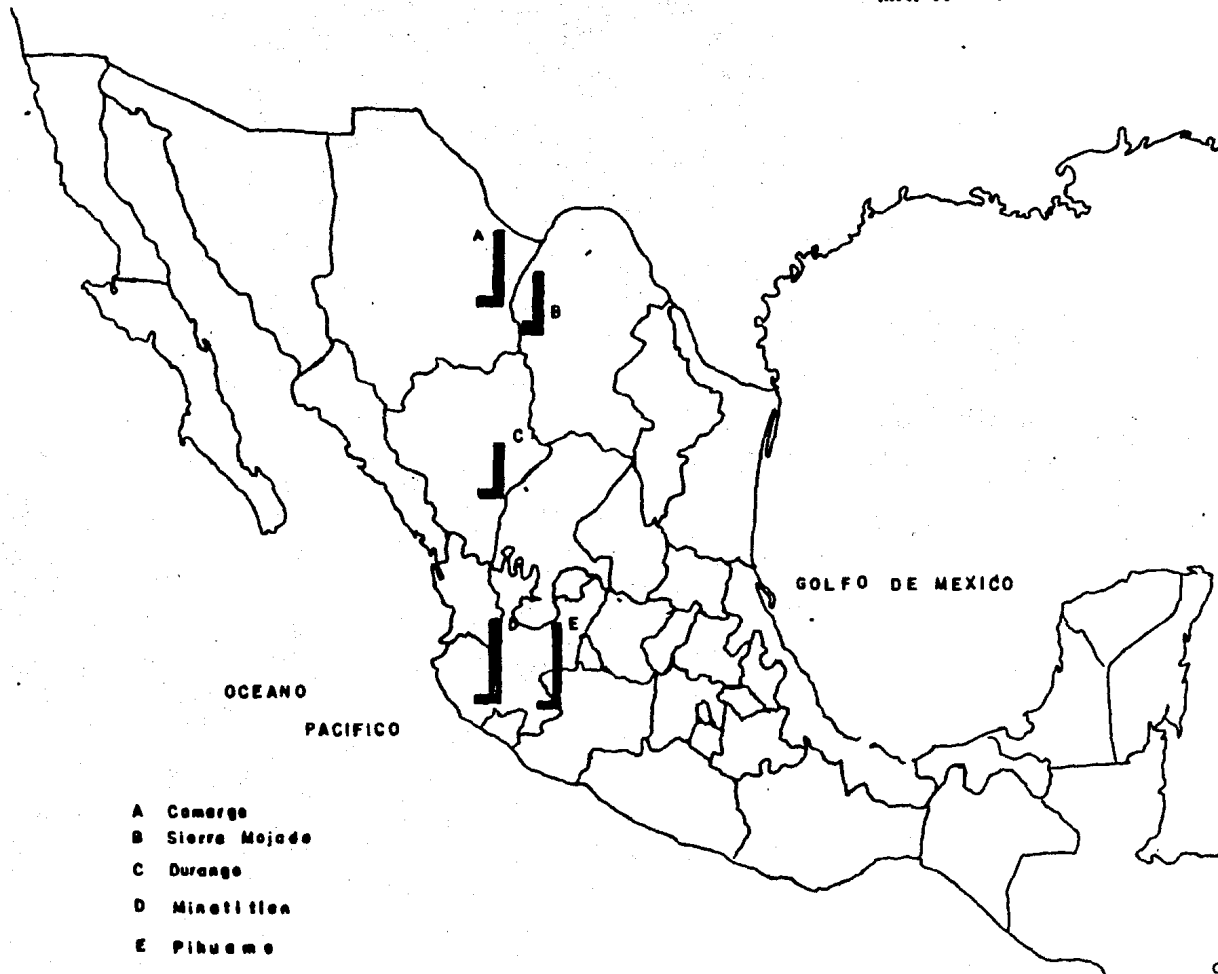 A
B
C
D
E
GOLFO DE MEXICO
OCEANO
PACIFICO
A Camargo
B Sierra Mojada
C Durango
D Minatitlan
E Pihuamo